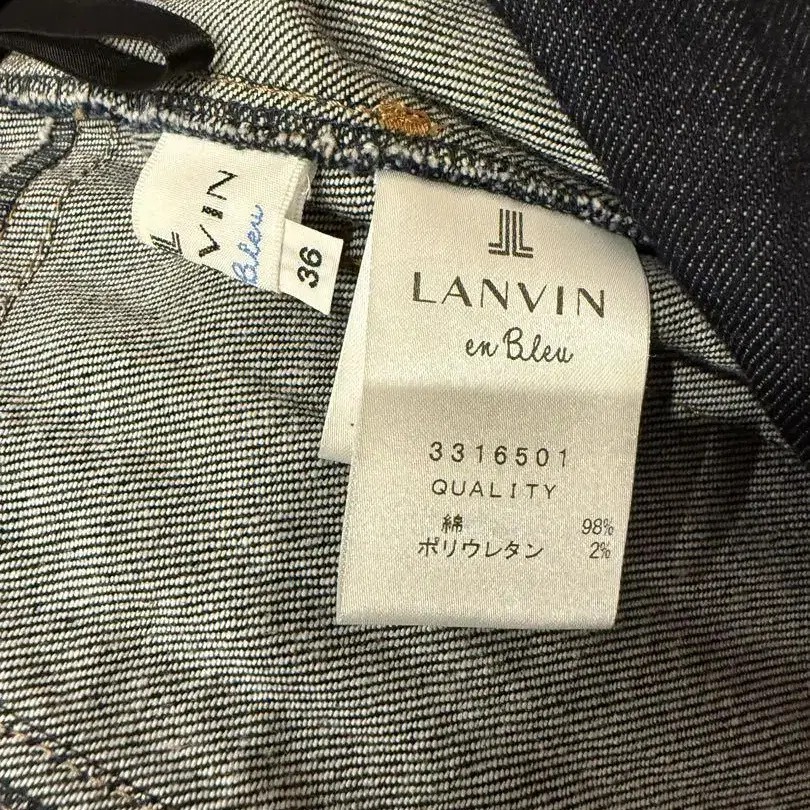 VIN
Bleu
36
LANVIN
en Bleu
3316501
QUALITY
綿 98%
ポリウレタン 2%